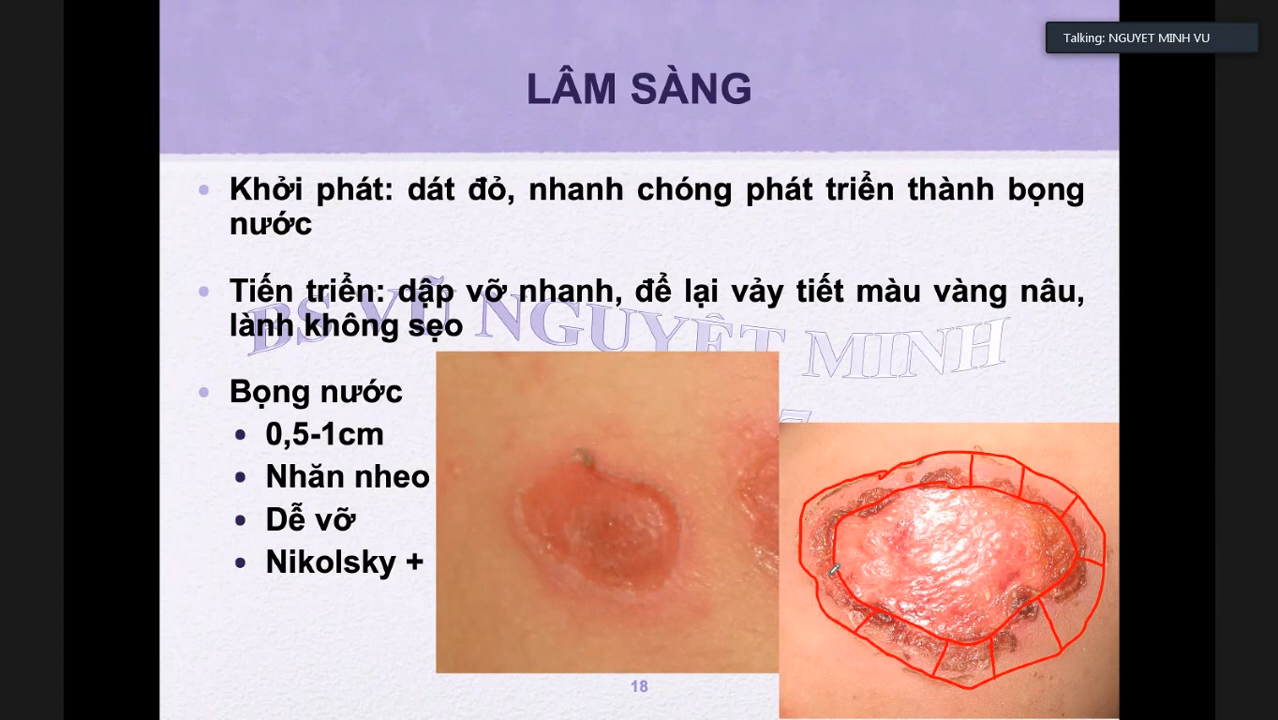 Talking: NGUYET MINH VU
LÂM SÀNG
• Khởi phát: dát đỏ, nhanh chóng phát triển thành bọng
nước
• Tiến triển: dập vỡ nhanh, để lại vảy tiết màu vàng nâu,
lành không sẹo
BS VŨ NGUYỆT MINH
• Bọng nước
• 0,5-1cm
• Nhăn nheo
• Dễ vỡ
• Nikolsky +
18